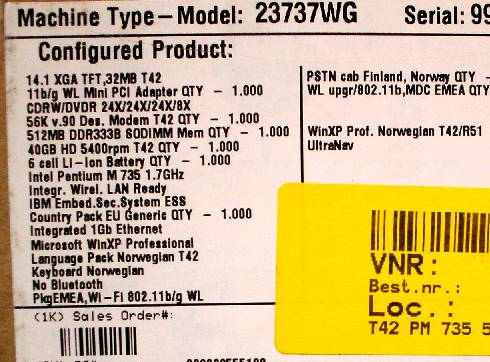 Machine Type - Model: 23737WG Serial: 99
Configured Product:
14.1 XGA TFT,32MB T42
11b/g WL Mini PCI Adapter QTY - 1.000
CDRW/DVDR 24X/24X/24X/8X
56K v.90 Des. Modem T42 QTY - 1.000
512MB DDR333B SODIMM Mem QTY - 1.000
40GB HD 5400rpm T42 QTY - 1.000
6 cell Li-Ion Battery QTY - 1.000
Intel Pentium M 735 1.7GHz
Integr. Wirel. LAN Ready
IBM Embed.Sec.System ESS
Country Pack EU Generic QTY - 1.000
Integrated 1Gb Ethernet
Microsoft WinXP Professional
Language Pack Norwegian T42
Keyboard Norwegian
No Bluetooth
PkgEMEA,Wi-Fi 802.11b/g WL
PSTN cab Finland, Norway QTY -
WL upgr/802.11b,MDC EMEA QTY
WinXP Prof. Norwegian T42/R51
UltraNav
(1K) Sales Order#:
VNR:
Best.nr.:
Loc.:
T42 PM 735 5